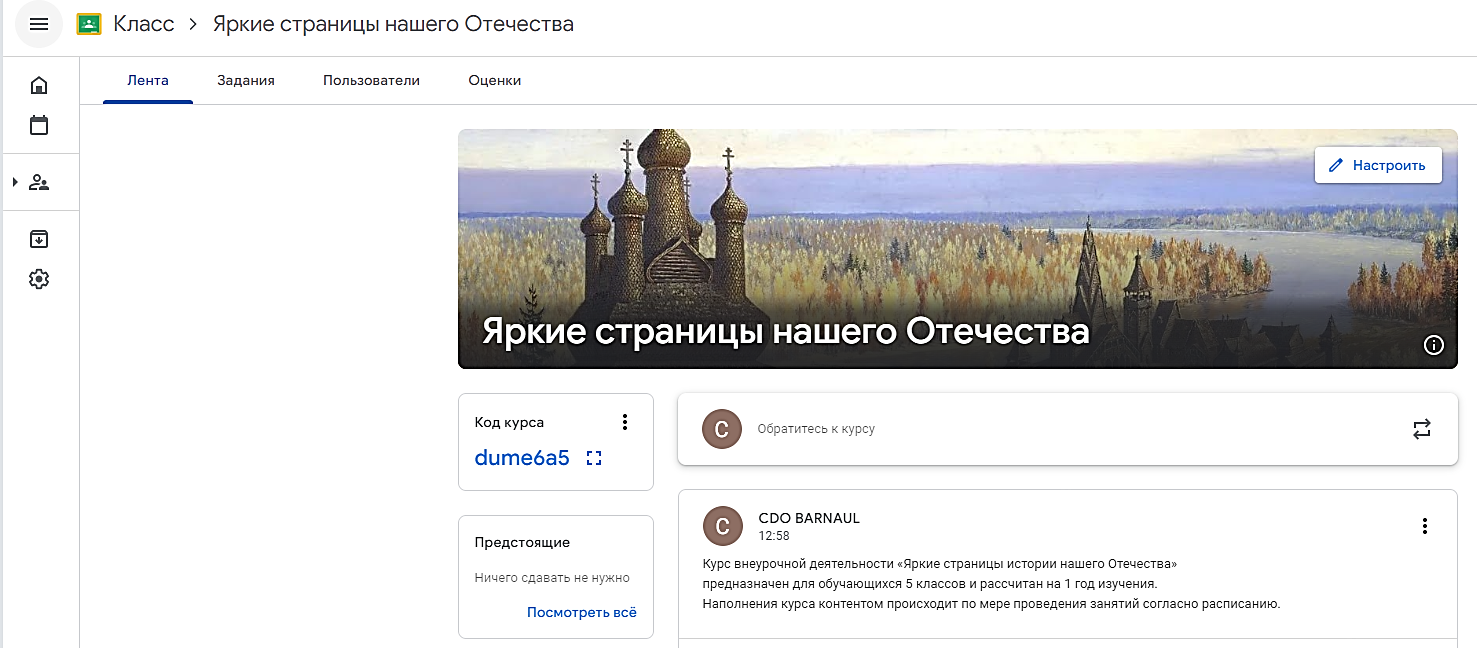 Класс > Яркие страницы нашего Отечества
Лента Задания Пользователи Оценки
Настроить
Яркие страницы нашего Отечества
Код курса
dume6a5
С Обратитесь к курсу
Предстоящие
Ничего сдавать не нужно
Посмотреть всё
C CDO BARNAUL
12:58
Курс внеурочной деятельности «Яркие страницы истории нашего Отечества»
предназначен для обучающихся 5 классов и рассчитан на 1 год изучения.
Наполнения курса контентом происходит по мере проведения занятий согласно расписанию.